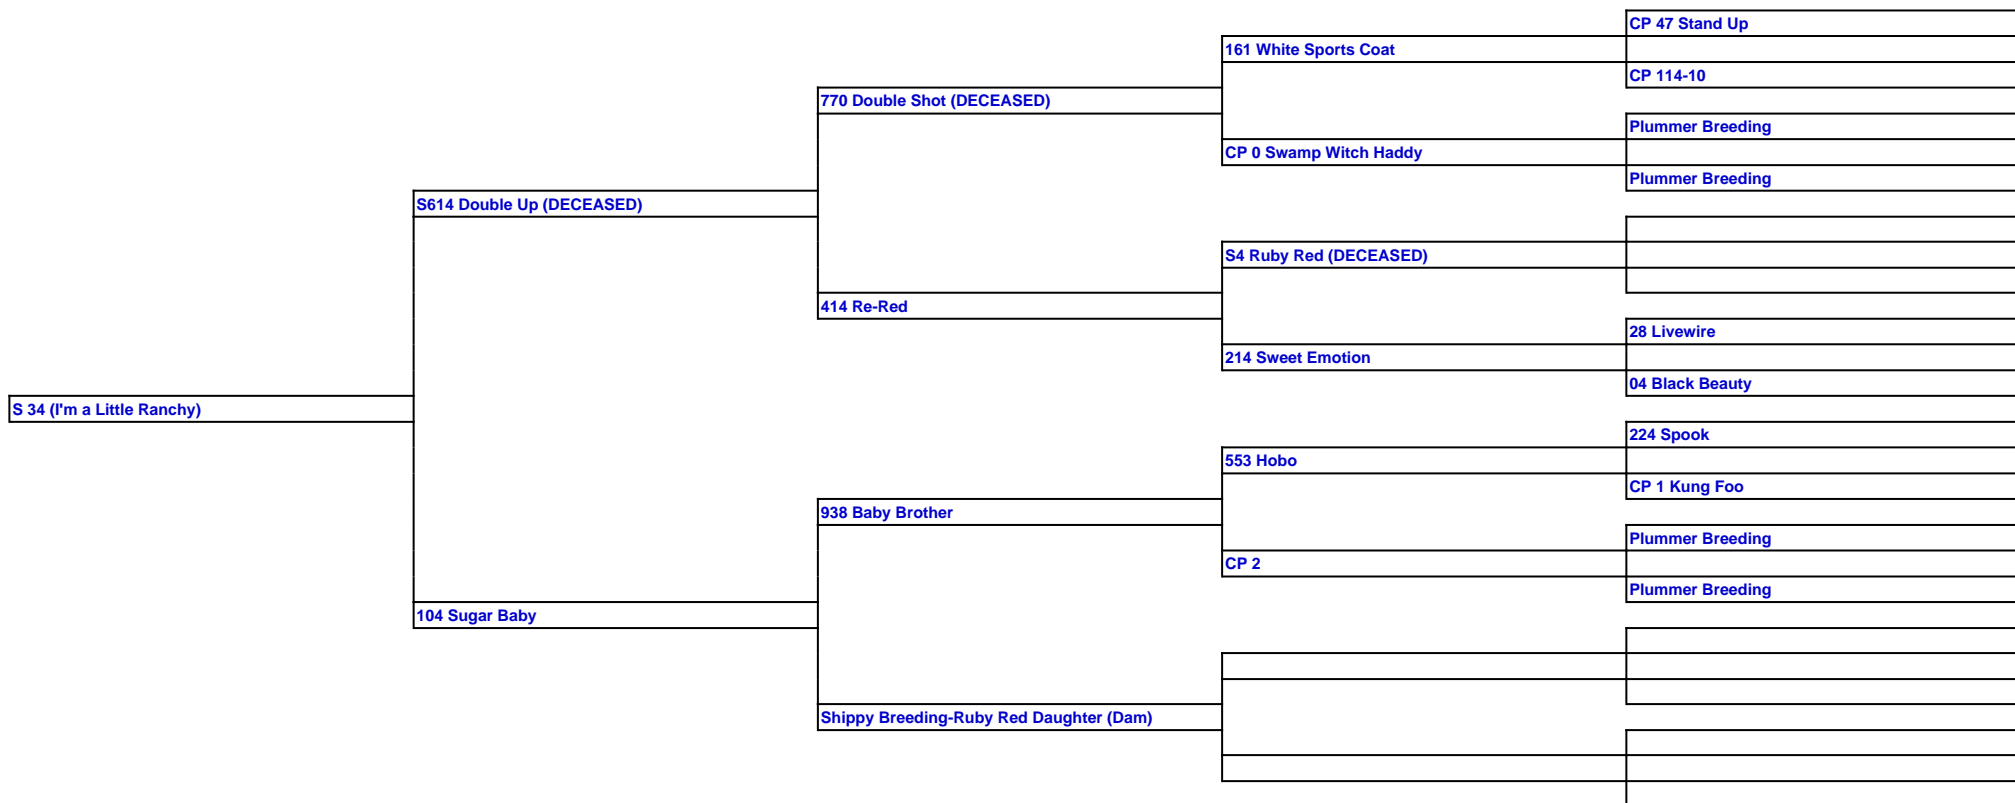 CP 47 Stand Up
161 White Sports Coat
CP 114-10
770 Double Shot (DECEASED)
Plummer Breeding
CP 0 Swamp Witch Haddy
Plummer Breeding
S614 Double Up (DECEASED)
S4 Ruby Red (DECEASED)
414 Re-Red
28 Livewire
214 Sweet Emotion
04 Black Beauty
S 34 (I'm a Little Ranchy)
224 Spook
553 Hobo
CP 1 Kung Foo
938 Baby Brother
Plummer Breeding
CP 2
Plummer Breeding
104 Sugar Baby
Shippy Breeding-Ruby Red Daughter (Dam)